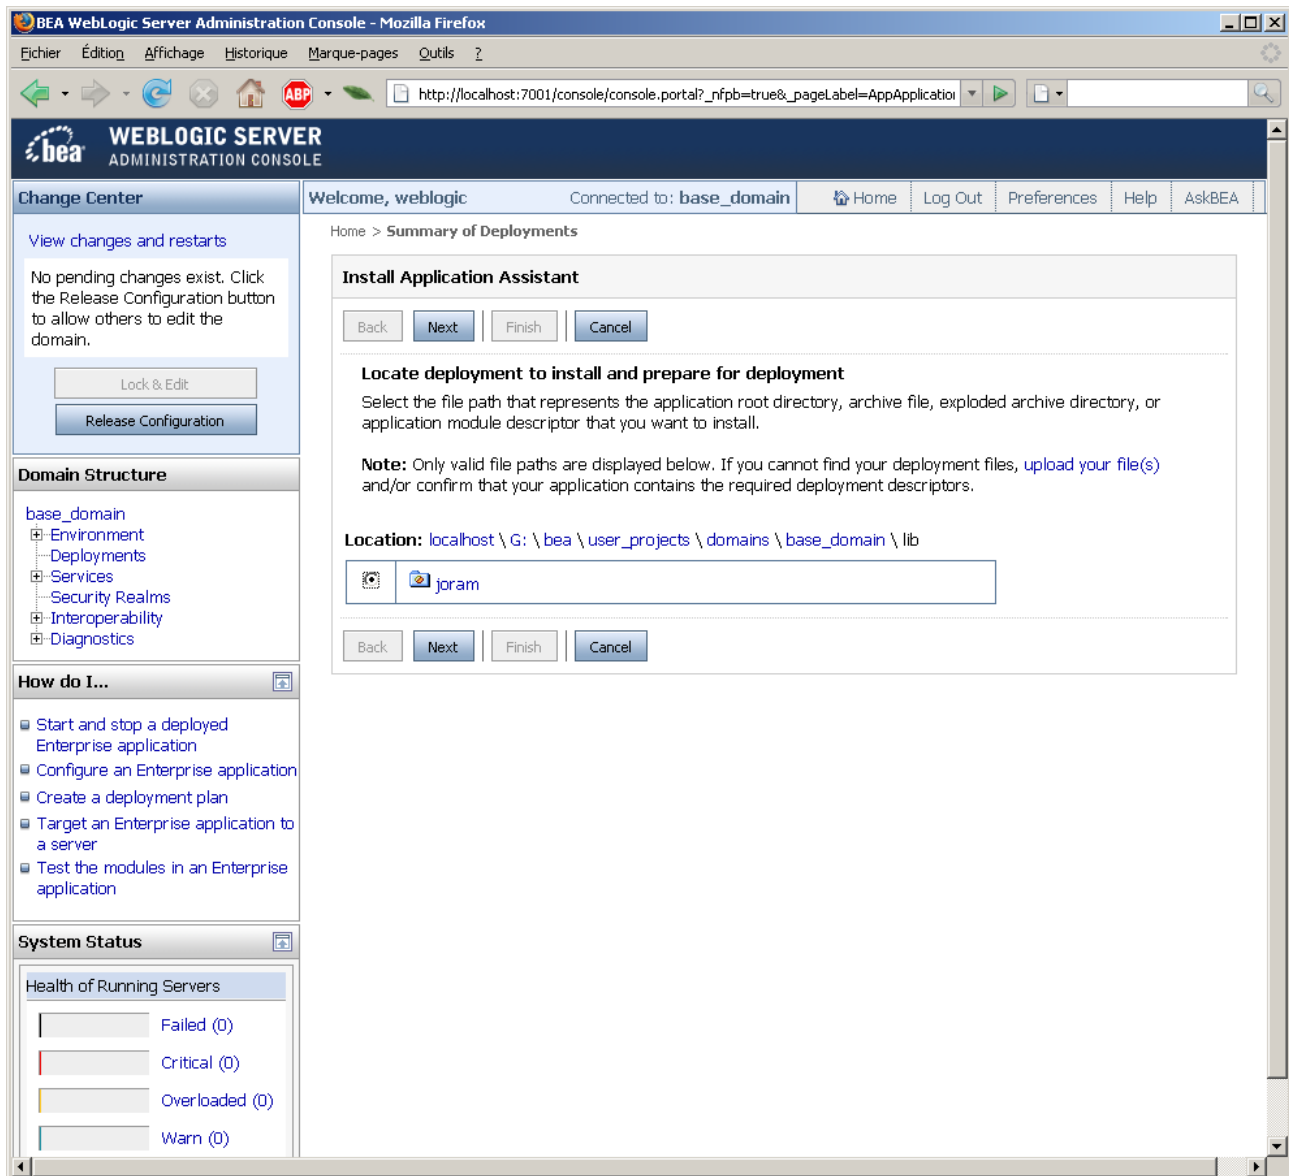 BEA WebLogic Server Administration Console - Mozilla Firefox
Fichier Édition Affichage Historique Marque-pages Outils ?
ABP http://localhost:7001/console/console.portal?_nfpb=true&_pageLabel=AppApplication
bea WEBLOGIC SERVER
ADMINISTRATION CONSOLE
Change Center
View changes and restarts
No pending changes exist. Click
the Release Configuration button
to allow others to edit the
domain.
Lock & Edit
Release Configuration
Domain Structure
base_domain
Environment
Deployments
Services
Security Realms
Interoperability
Diagnostics
How do I...
Start and stop a deployed
Enterprise application
Configure an Enterprise application
Create a deployment plan
Target an Enterprise application to
a server
Test the modules in an Enterprise
application
System Status
Health of Running Servers
Failed (0)
Critical (0)
Overloaded (0)
Warn (0)
Welcome, weblogic Connected to: base_domain Home Log Out Preferences Help AskBEA
Home > Summary of Deployments
Install Application Assistant
Back Next Finish Cancel
Locate deployment to install and prepare for deployment
Select the file path that represents the application root directory, archive file, exploded archive directory, or
application module descriptor that you want to install.
Note: Only valid file paths are displayed below. If you cannot find your deployment files, upload your file(s)
and/or confirm that your application contains the required deployment descriptors.
Location: localhost \ G: \ bea \ user_projects \ domains \ base_domain \ lib
joram
Back Next Finish Cancel